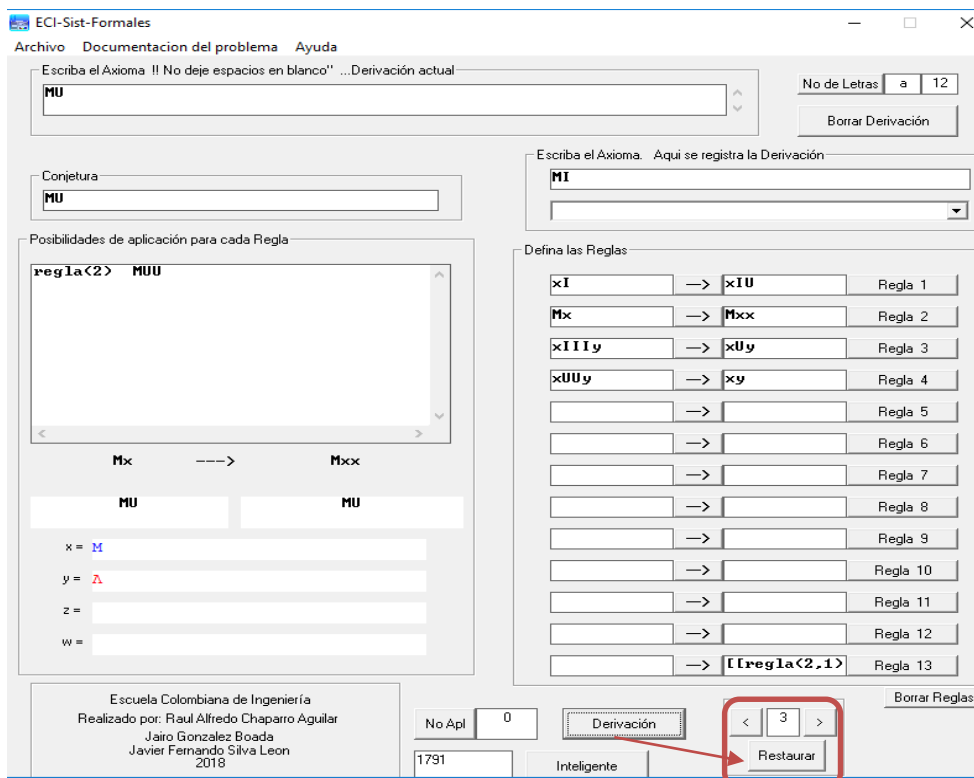 ECI-Sist-Formales
Archivo Documentacion del problema Ayuda
Escriba el Axioma !! No deje espacios en blanco" ...Derivación actual
MU
No de Letras a 12
Borrar Derivación
Escriba el Axioma. Aqui se registra la Derivación
MI
Conjetura
MU
Posibilidades de aplicación para cada Regla
regla(2) MUU
Mx ---> Mxx
MU MU
x = M
y = Λ
z =
w =
Defina las Reglas
xI —> xIU Regla 1
Mx —> Mxx Regla 2
xIIIy —> xUy Regla 3
xUUy —> xy Regla 4
—> Regla 5
—> Regla 6
—> Regla 7
—> Regla 8
—> Regla 9
—> Regla 10
—> Regla 11
—> Regla 12
—> [[regla(2,1) Regla 13
Borrar Reglas
Escuela Colombiana de Ingeniería
Realizado por: Raul Alfredo Chaparro Aguilar
Jairo Gonzalez Boada
Javier Fernando Silva Leon
2018
No Apl 0 Derivación < 3 >
Restaurar
1791 Inteligente